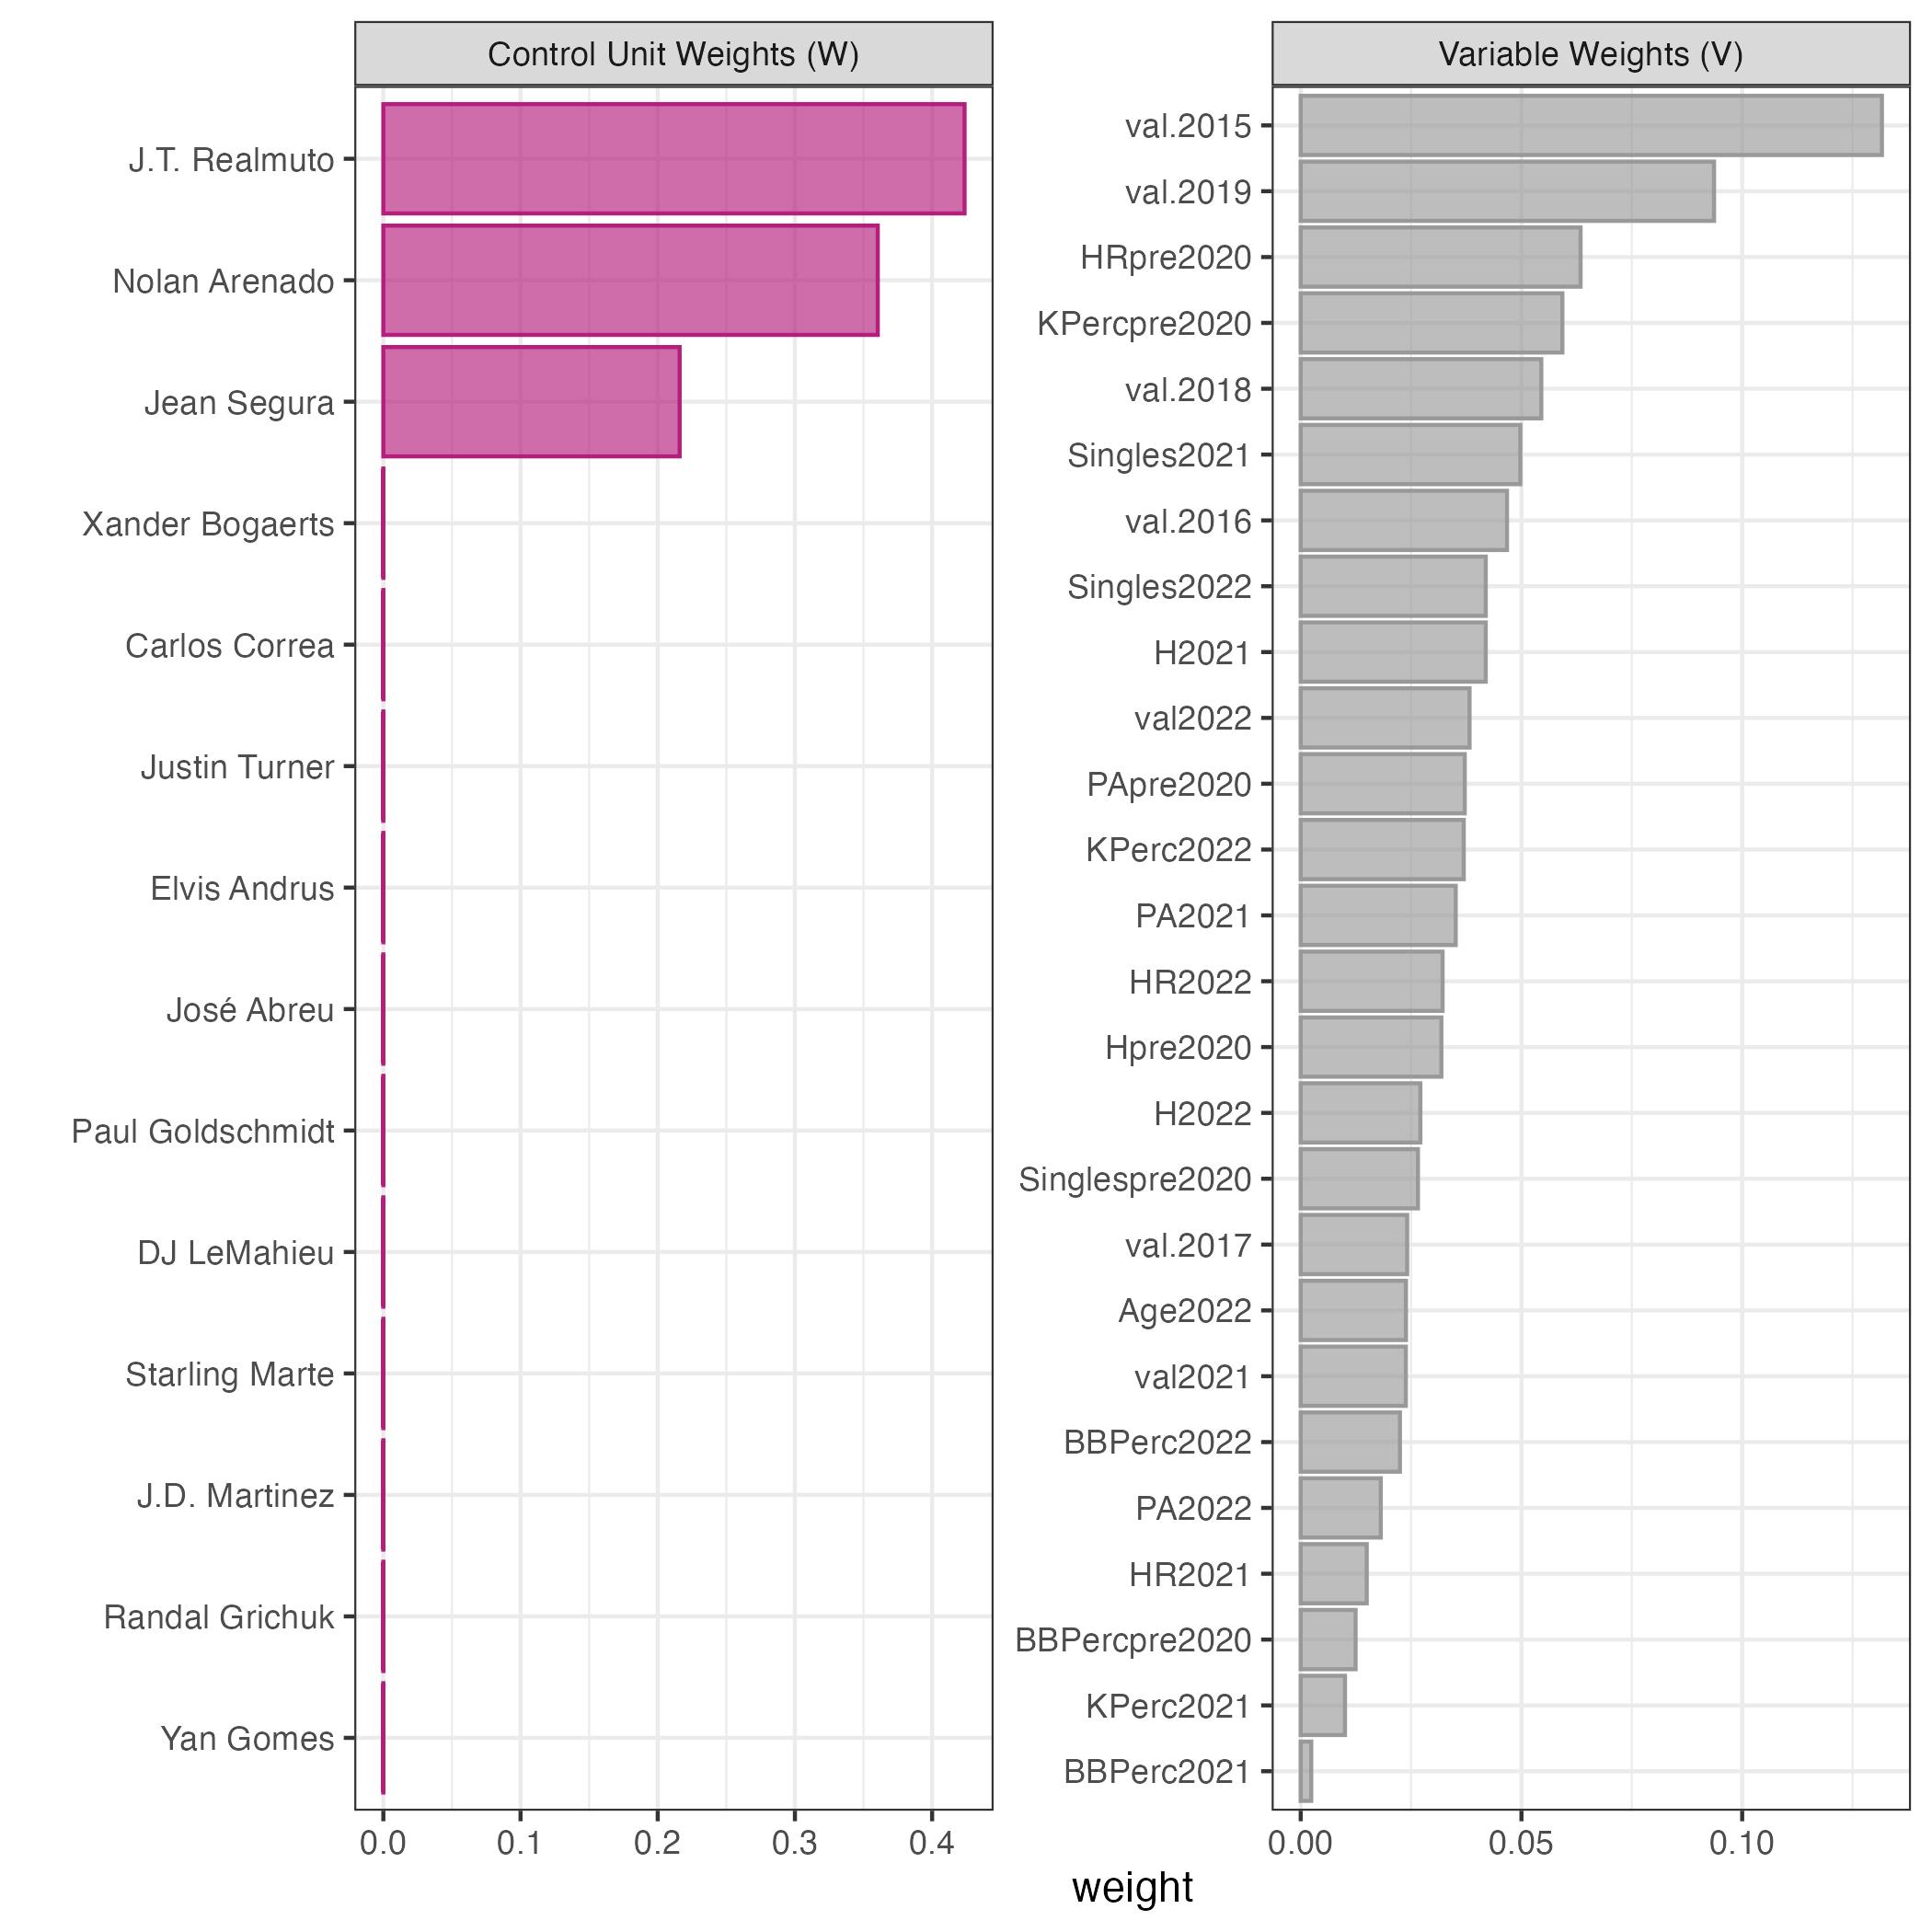 Control Unit Weights (W)
J.T. Realmuto
Nolan Arenado
Jean Segura
Xander Bogaerts
Carlos Correa
Justin Turner
Elvis Andrus
José Abreu
Paul Goldschmidt
DJ LeMahieu
Starling Marte
J.D. Martinez
Randal Grichuk
Yan Gomes
0.0 0.1 0.2 0.3 0.4
Variable Weights (V)
val.2015
val.2019
HRpre2020
KPercpre2020
val.2018
Singles2021
val.2016
Singles2022
H2021
val2022
PApre2020
KPerc2022
PA2021
HR2022
Hpre2020
H2022
Singlespre2020
val.2017
Age2022
val2021
BBPerc2022
PA2022
HR2021
BBPercpre2020
KPerc2021
BBPerc2021
0.00 0.05 0.10
weight